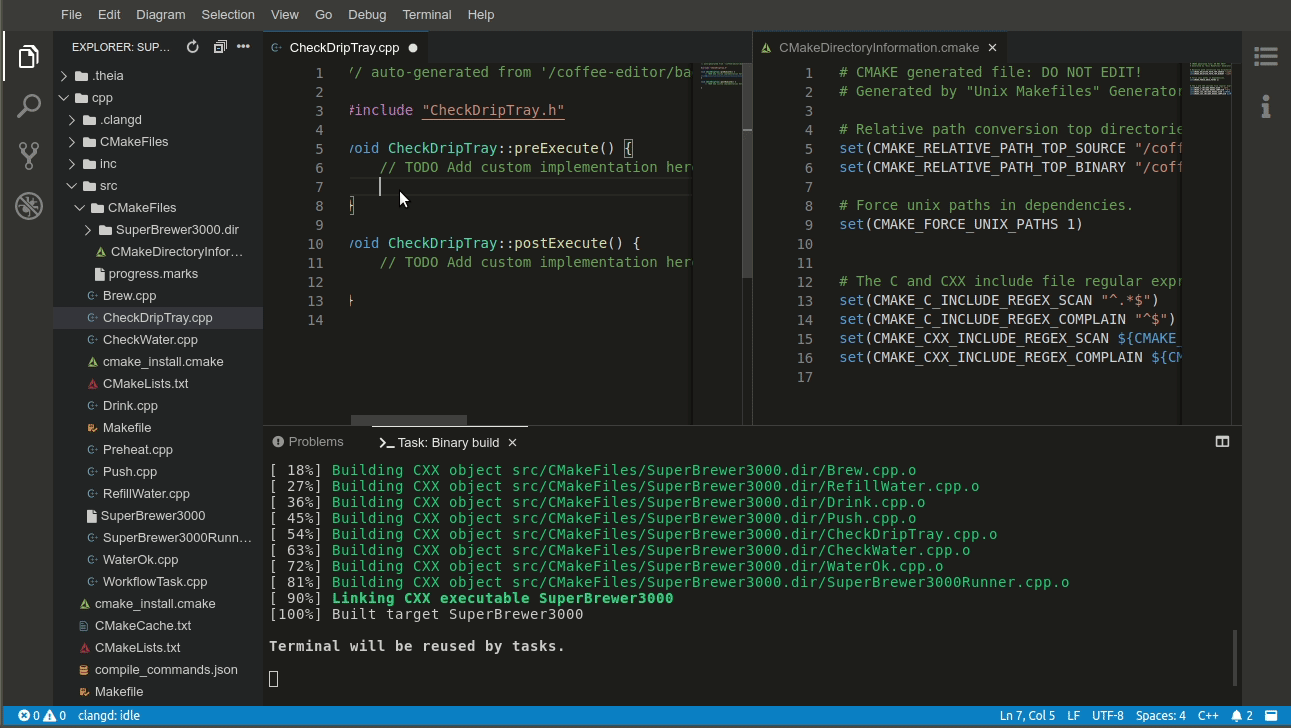 File Edit Diagram Selection View Go Debug Terminal Help
EXPLORER: SUP...
.theia
cpp
.clangd
CMakeFiles
inc
src
CMakeFiles
SuperBrewer3000.dir
CMakeDirectoryInfor...
progress.marks
Brew.cpp
CheckDripTray.cpp
CheckWater.cpp
cmake_install.cmake
CMakeLists.txt
Drink.cpp
Makefile
Preheat.cpp
Push.cpp
RefillWater.cpp
SuperBrewer3000
SuperBrewer3000Runn...
WaterOk.cpp
WorkflowTask.cpp
cmake_install.cmake
CMakeCache.txt
CMakeLists.txt
compile_commands.json
Makefile
CheckDripTray.cpp
1 // auto-generated from '/coffee-editor/ba
2
3 #include "CheckDripTray.h"
4
5 void CheckDripTray::preExecute() {
6 // TODO Add custom implementation her
7
8 }
9
10 void CheckDripTray::postExecute() {
11 // TODO Add custom implementation her
12
13 }
14
CMakeDirectoryInformation.cmake
1 # CMAKE generated file: DO NOT EDIT!
2 # Generated by "Unix Makefiles" Generator
3
4 # Relative path conversion top directorie
5 set(CMAKE_RELATIVE_PATH_TOP_SOURCE "/coff
6 set(CMAKE_RELATIVE_PATH_TOP_BINARY "/coff
7
8 # Force unix paths in dependencies.
9 set(CMAKE_FORCE_UNIX_PATHS 1)
10
11
12 # The C and CXX include file regular expr
13 set(CMAKE_C_INCLUDE_REGEX_SCAN "^.*$")
14 set(CMAKE_C_INCLUDE_REGEX_COMPLAIN "^$")
15 set(CMAKE_CXX_INCLUDE_REGEX_SCAN ${CMAKE_
16 set(CMAKE_CXX_INCLUDE_REGEX_COMPLAIN ${CM
17
Problems Task: Binary build
[ 18%] Building CXX object src/CMakeFiles/SuperBrewer3000.dir/Brew.cpp.o
[ 27%] Building CXX object src/CMakeFiles/SuperBrewer3000.dir/RefillWater.cpp.o
[ 36%] Building CXX object src/CMakeFiles/SuperBrewer3000.dir/Drink.cpp.o
[ 45%] Building CXX object src/CMakeFiles/SuperBrewer3000.dir/Push.cpp.o
[ 54%] Building CXX object src/CMakeFiles/SuperBrewer3000.dir/CheckDripTray.cpp.o
[ 63%] Building CXX object src/CMakeFiles/SuperBrewer3000.dir/CheckWater.cpp.o
[ 72%] Building CXX object src/CMakeFiles/SuperBrewer3000.dir/WaterOk.cpp.o
[ 81%] Building CXX object src/CMakeFiles/SuperBrewer3000.dir/SuperBrewer3000Runner.cpp.o
[ 90%] Linking CXX executable SuperBrewer3000
[100%] Built target SuperBrewer3000
Terminal will be reused by tasks.
0 0 clangd: idle Ln 7, Col 5 LF UTF-8 Spaces: 4 C++ 2